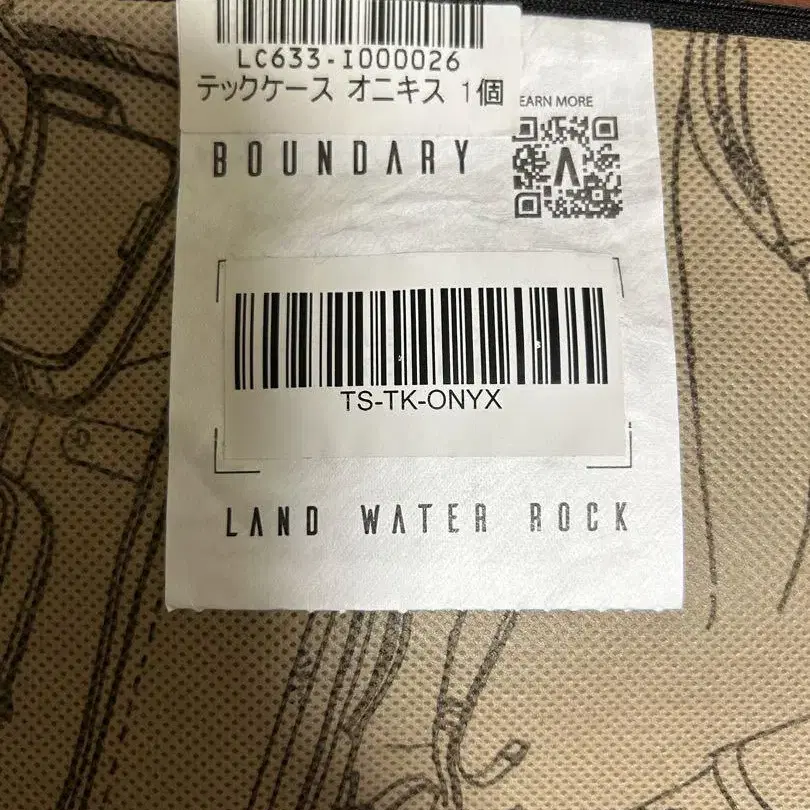 LC633-I000026
テックケース オニキス 1個
EARN MORE
BOUNDARY
TS-TK-ONYX
LAND WATER ROCK